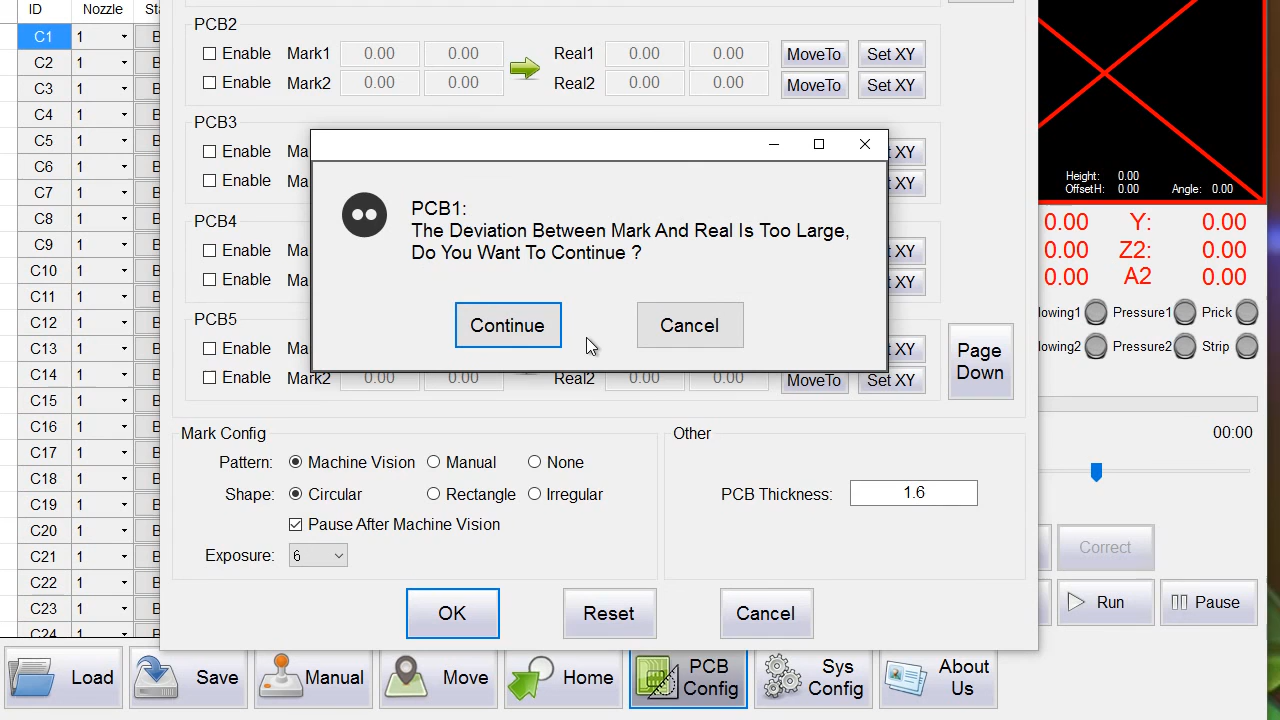 ID Nozzle
C1 1
C2 1
C3 1
C4 1
C5 1
C6 1
C7 1
C8 1
C9 1
C10 1
C11 1
C12 1
C13 1
C14 1
C15 1
C16 1
C17 1
C18 1
C19 1
C20 1
C21 1
C22 1
C23 1
C24 1
PCB2
Enable Mark1 0.00 0.00 Real1 0.00 0.00 MoveTo Set XY
Enable Mark2 0.00 0.00 Real2 0.00 0.00 MoveTo Set XY
PCB3
Enable
Enable
PCB4
Enable
Enable
PCB5
Enable
Enable Mark2 0.00 0.00 Real2 0.00 0.00 MoveTo Set XY
XY
XY
XY
XY
XY
PCB1:
The Deviation Between Mark And Real Is Too Large,
Do You Want To Continue ?
Continue Cancel
Page
Down
Mark Config
Pattern: Machine Vision Manual None
Shape: Circular Rectangle Irregular
Pause After Machine Vision
Exposure: 6
Other
PCB Thickness: 1.6
OK Reset Cancel
Height: 0.00
OffsetH: 0.00 Angle: 0.00
0.00 Y: 0.00
0.00 Z2: 0.00
0.00 A2 0.00
Pressure1 Prick
Pressure2 Strip
00:00
Correct
Run Pause
Load Save Manual Move Home PCB
Config Sys
Config About
Us